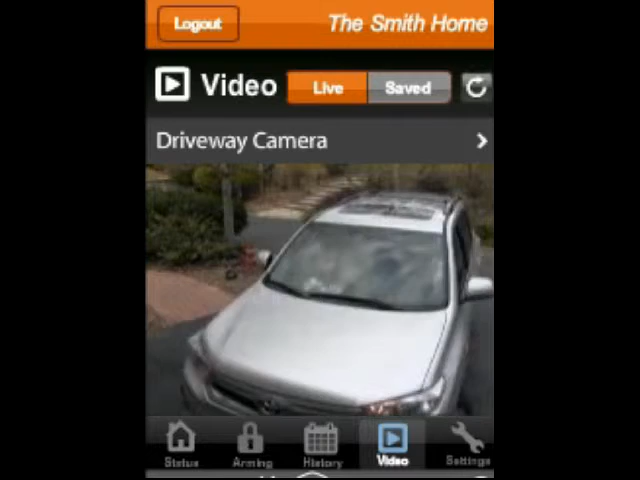 Logout The Smith Home
Video Live Saved
Driveway Camera
Status Arming History Video Settings